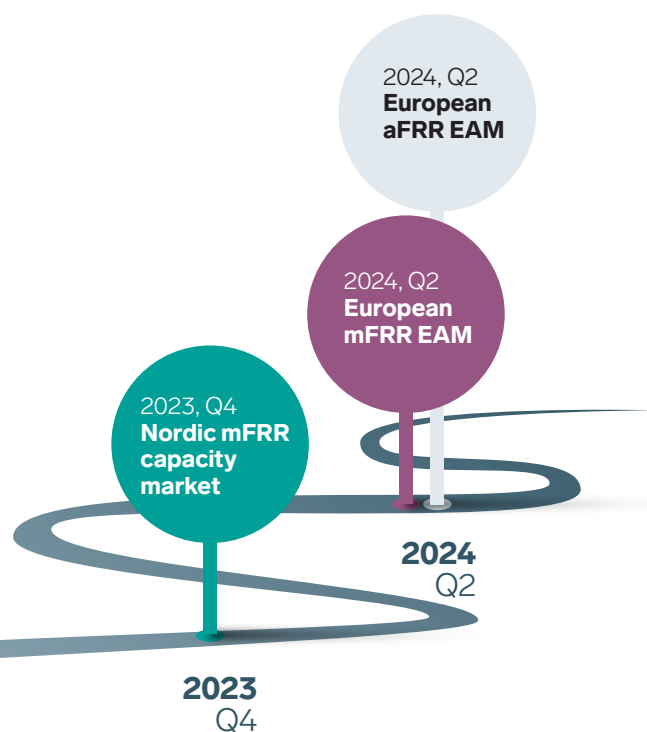 2024, Q2
European
aFRR EAM
2024, Q2
European
mFRR EAM
2023, Q4
Nordic mFRR
capacity
market
2024
Q2
2023
Q4